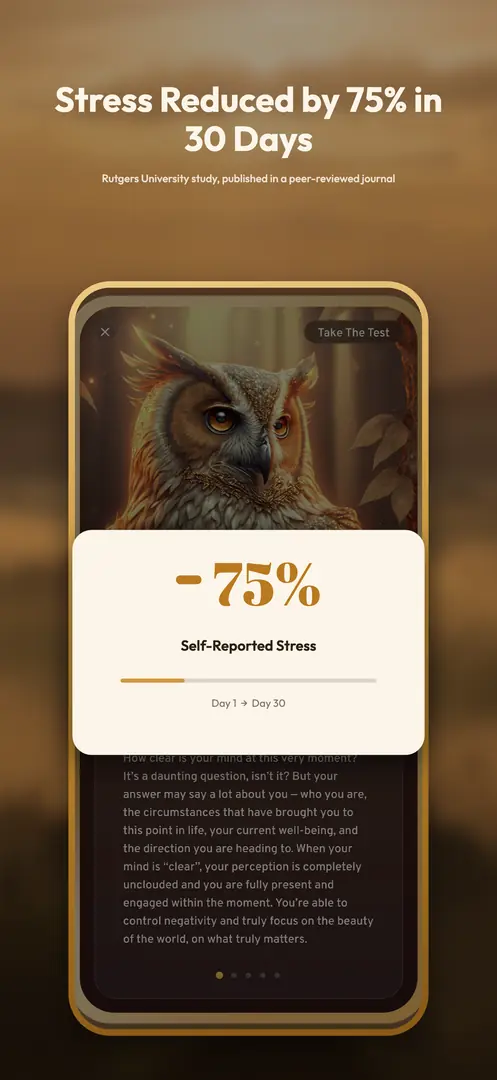 Stress Reduced by 75% in
30 Days
Rutgers University study, published in a peer-reviewed journal
Take The Test
-75%
Self-Reported Stress
Day 1 → Day 30
How clear is your mind at this very moment?
It's a daunting question, isn't it? But your
answer may say a lot about you – who you are,
the circumstances that have brought you to
this point in life, your current well-being, and
the direction you are heading to. When your
mind is “clear”, your perception is completely
unclouded and you are fully present and
engaged within the moment. You're able to
control negativity and truly focus on the beauty
of the world, on what truly matters.